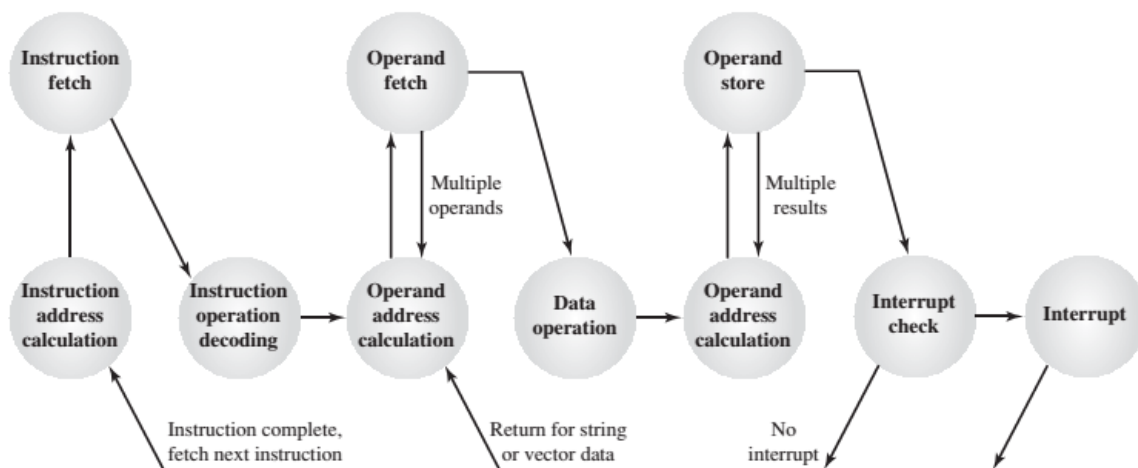 Instruction
fetch
Operand
fetch
Operand
store
Multiple
operands
Multiple
results
Instruction
address
calculation
Instruction
operation
decoding
Operand
address
calculation
Data
operation
Operand
address
calculation
Interrupt
check
Interrupt
Instruction complete,
fetch next instruction
Return for string
or vector data
No
interrupt